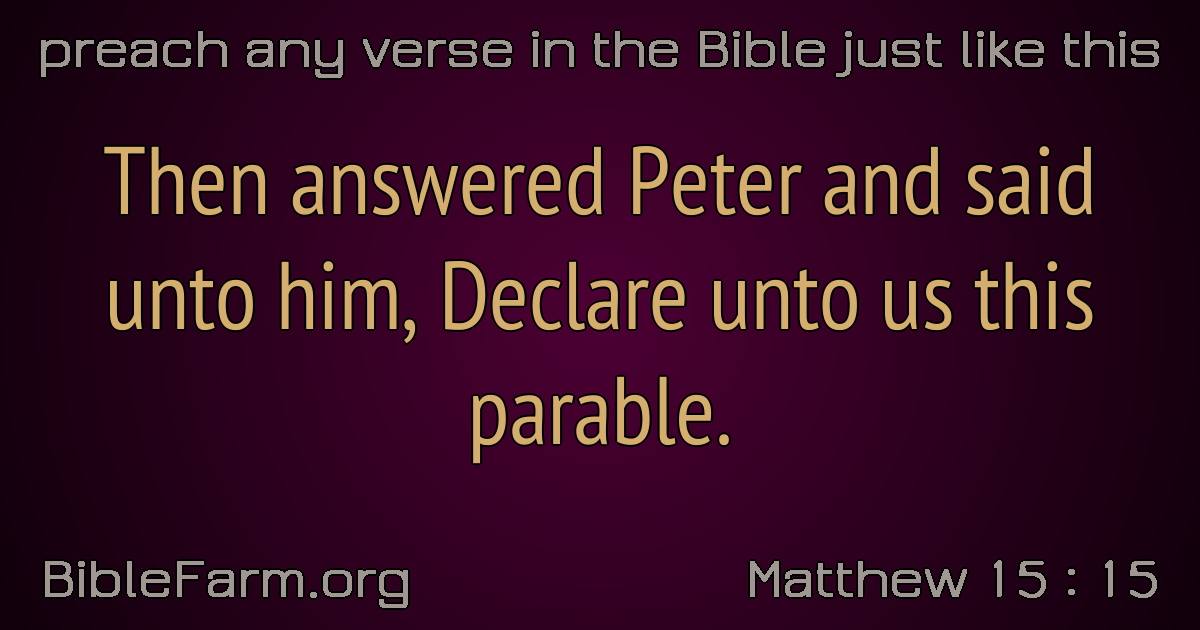 preach any verse in the Bible just like this
Then answered Peter and said
unto him, Declare unto us this
parable.
BibleFarm.org
Matthew 15 : 15